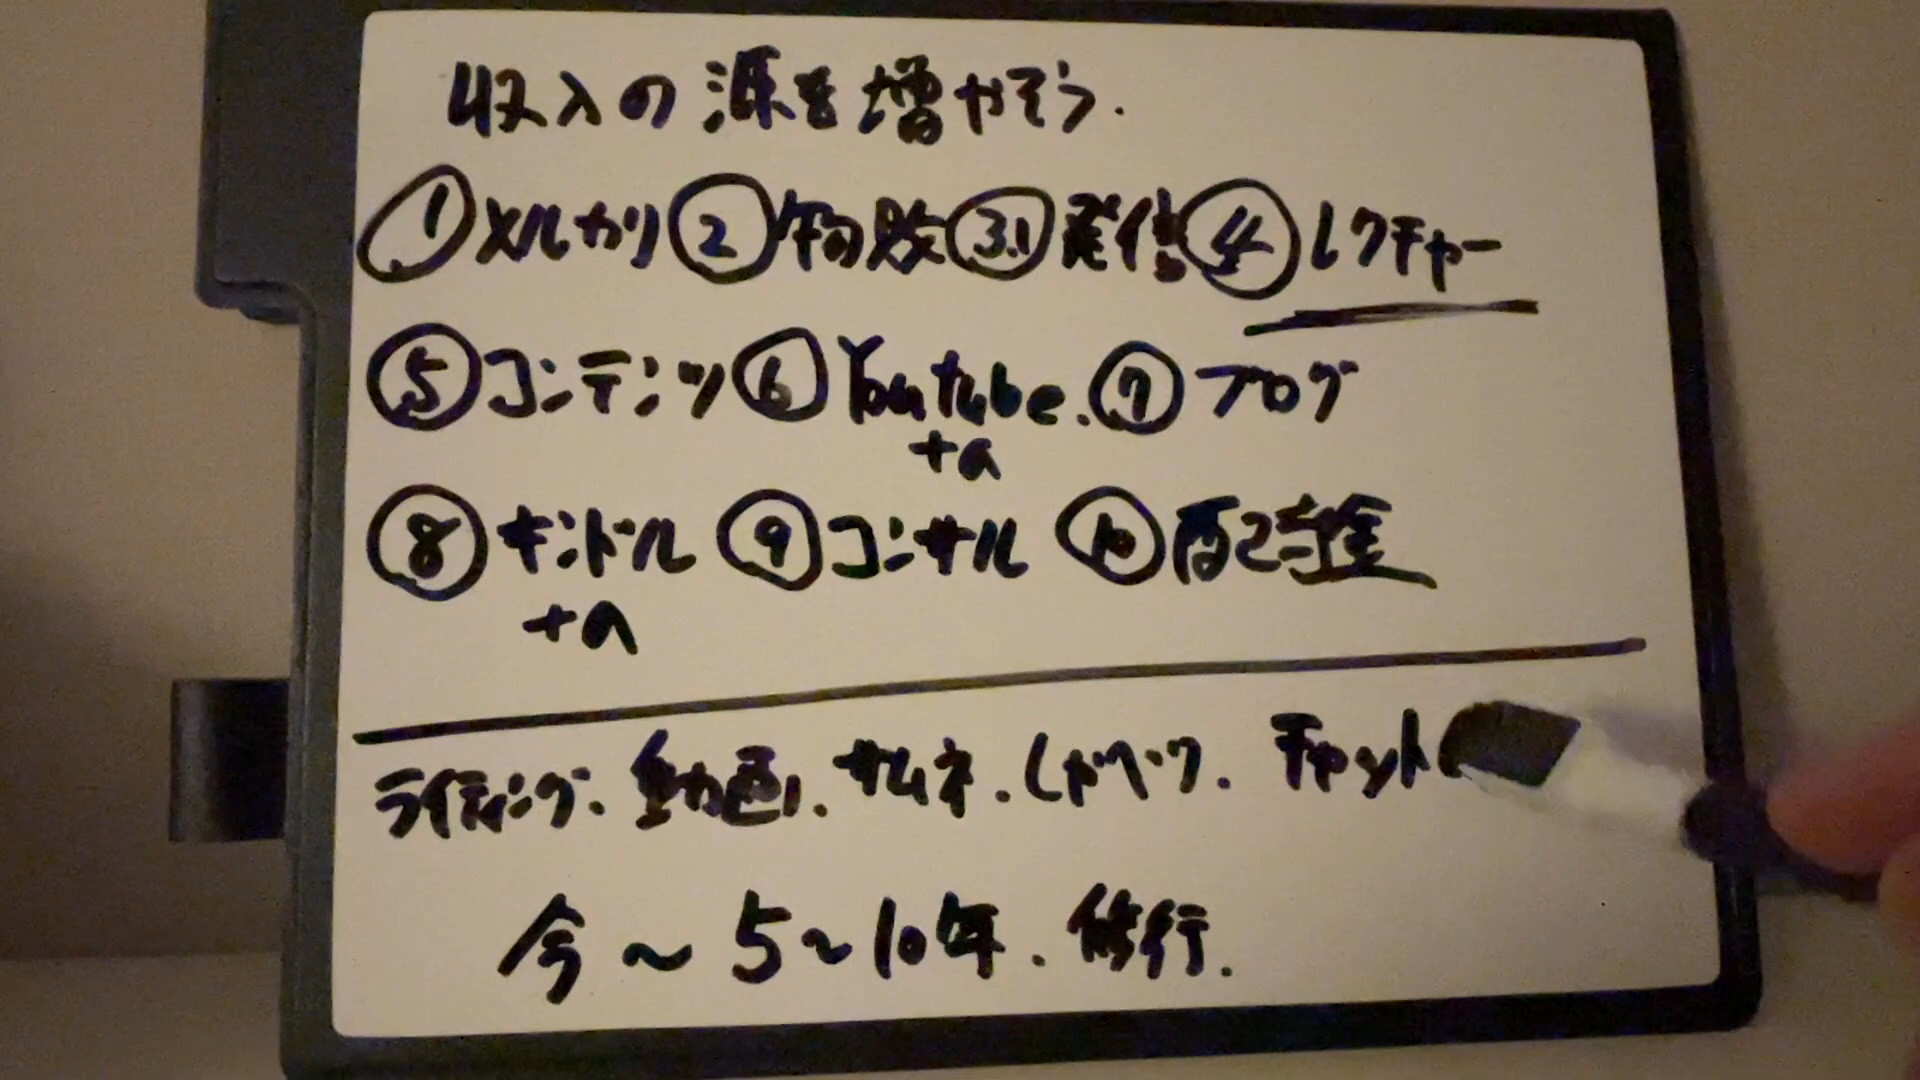 収入の源を増やそう.
①メルカリ ②物販 ③発信 ④レクチャー
⑤コンテンツ ⑥Youtube. ⑦ブログ
+α
⑧キンドル ⑨コンサル ⑩配当金
+α
ライティング. 動画. サムネ. しゃべり. チャット
今〜5〜10年. 修行.